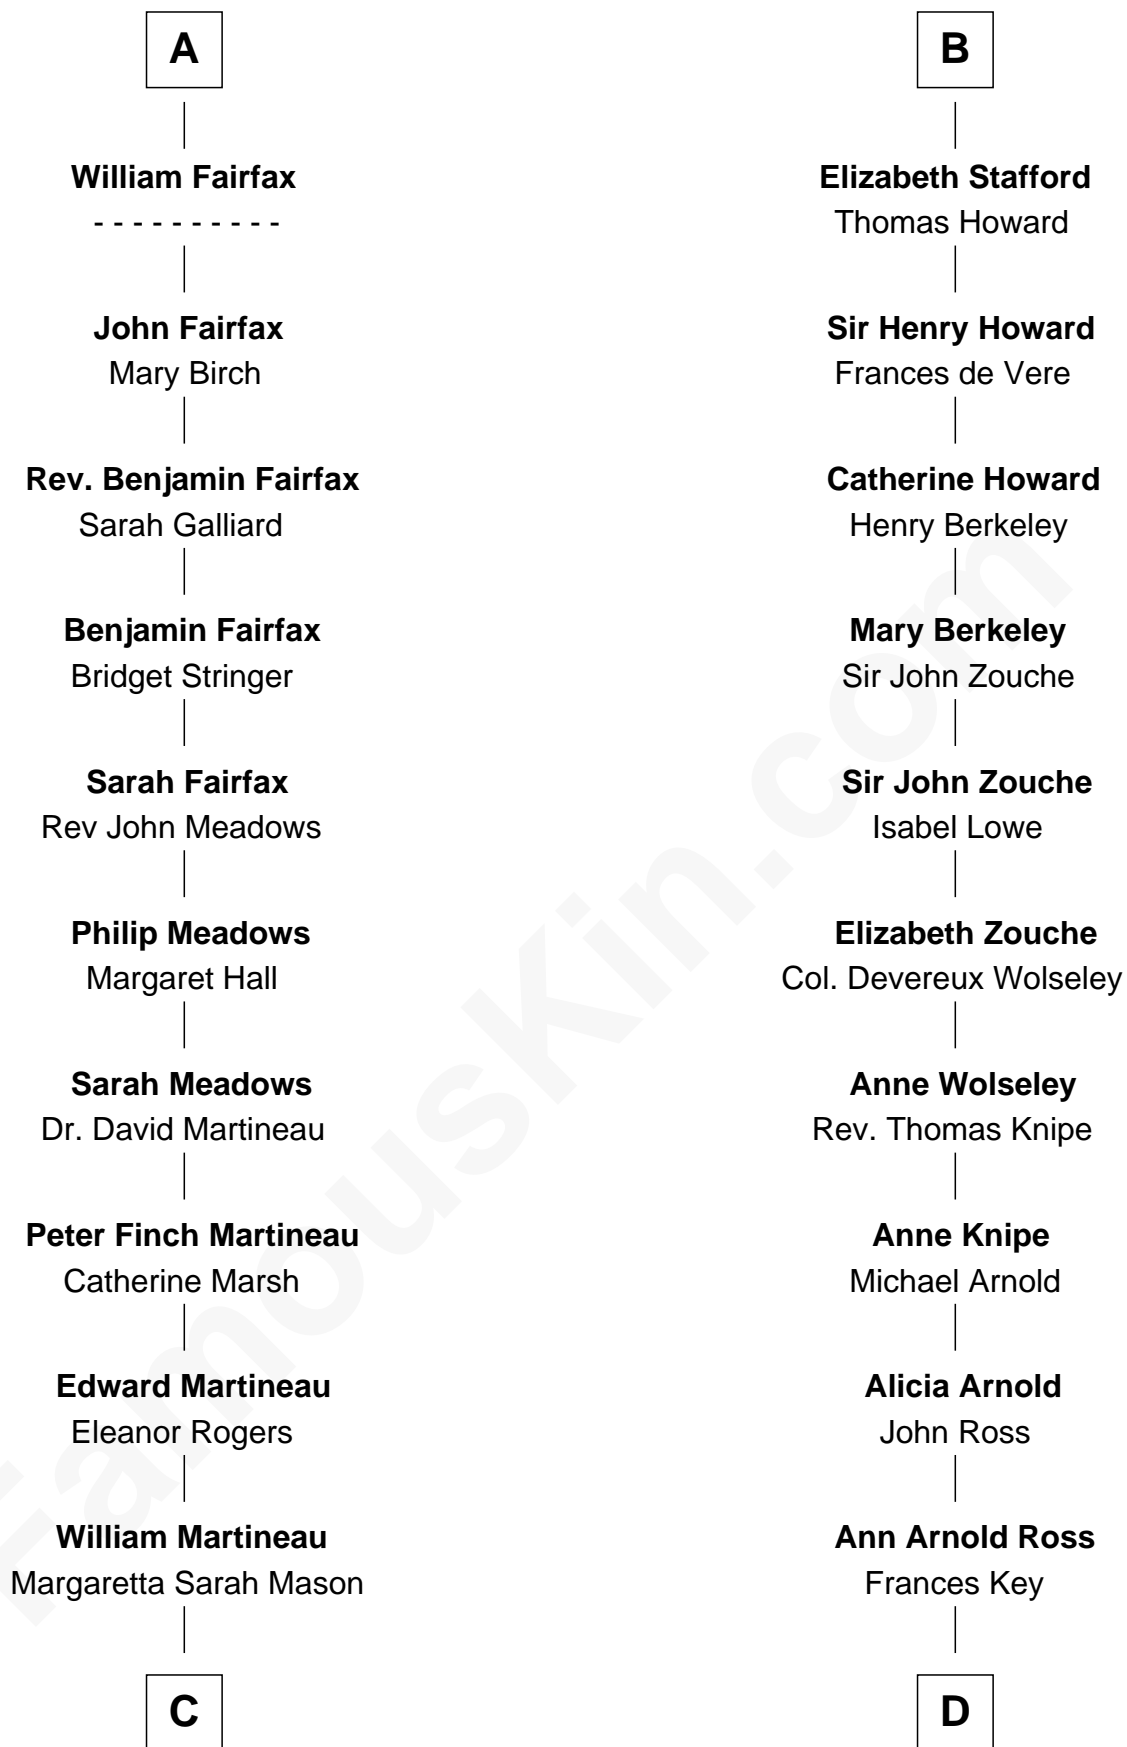 A
William Fairfax
- - - - - - - - - -
John Fairfax
Mary Birch
Rev. Benjamin Fairfax
Sarah Galliard
Benjamin Fairfax
Bridget Stringer
Sarah Fairfax
Rev John Meadows
Philip Meadows
Margaret Hall
Sarah Meadows
Dr. David Martineau
Peter Finch Martineau
Catherine Marsh
Edward Martineau
Eleanor Rogers
William Martineau
Margaretta Sarah Mason
C
B
Elizabeth Stafford
Thomas Howard
Sir Henry Howard
Frances de Vere
Catherine Howard
Henry Berkeley
Mary Berkeley
Sir John Zouche
Sir John Zouche
Isabel Lowe
Elizabeth Zouche
Col. Devereux Wolseley
Anne Wolseley
Rev. Thomas Knipe
Anne Knipe
Michael Arnold
Alicia Arnold
John Ross
Ann Arnold Ross
Frances Key
D
FamousKin.com